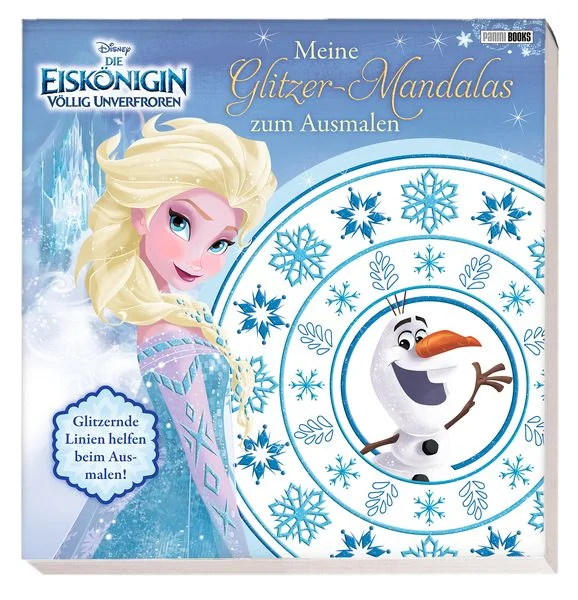 Disney
DIE
EISKÖNIGIN
VÖLLIG UNVERFROREN
PANINI BOOKS
Meine
Glitzer-Mandalas
zum Ausmalen
Glitzernde
Linien helfen
beim Aus-
malen!